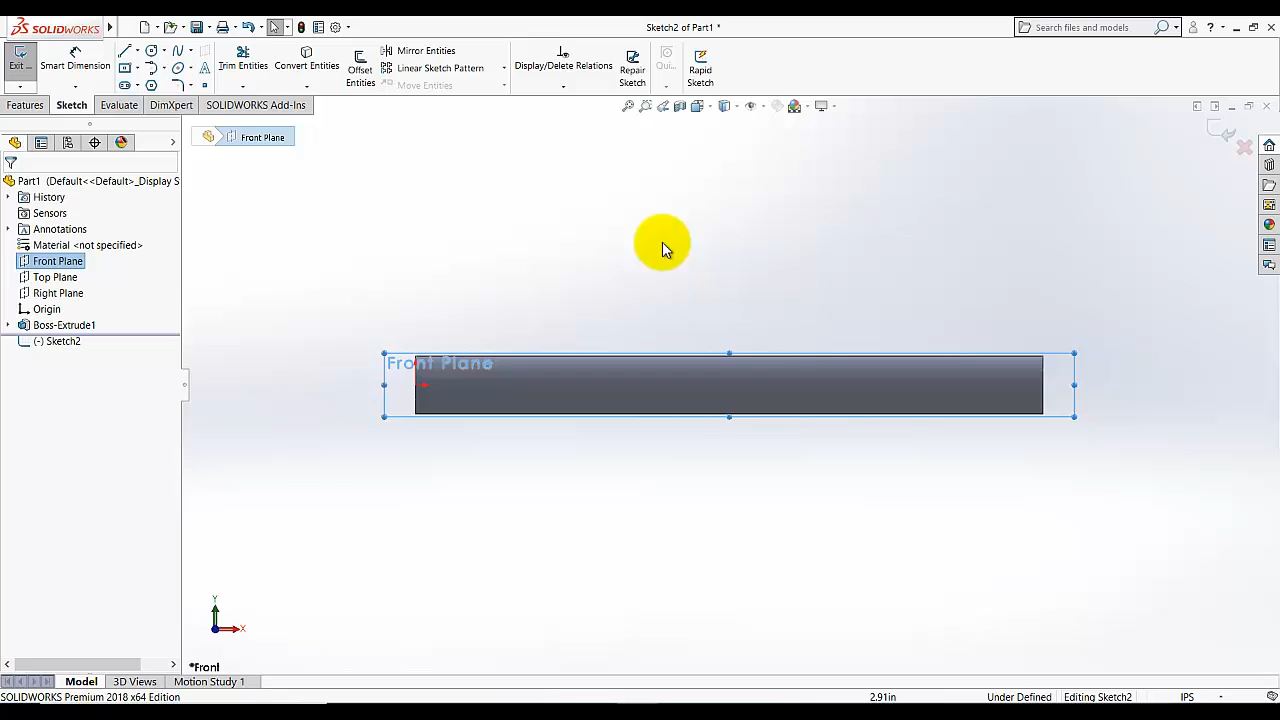 SOLIDWORKS
Sketch2 of Part1 *
Search files and models
?
Exit ...
Smart Dimension
Trim Entities
Convert Entities
Offset Entities
Mirror Entities
Linear Sketch Pattern
Move Entities
Display/Delete Relations
Repair Sketch
Qui...
Rapid Sketch
Features
Sketch
Evaluate
DimXpert
SOLIDWORKS Add-Ins
Front Plane
Part1 (Default<<Default>_Display S
History
Sensors
Annotations
Material <not specified>
Front Plane
Top Plane
Right Plane
Origin
Boss-Extrude1
(-) Sketch2
Front Plane
Y
X
*Front
Model
3D Views
Motion Study 1
SOLIDWORKS Premium 2018 x64 Edition
2.91in
Under Defined
Editing Sketch2
IPS